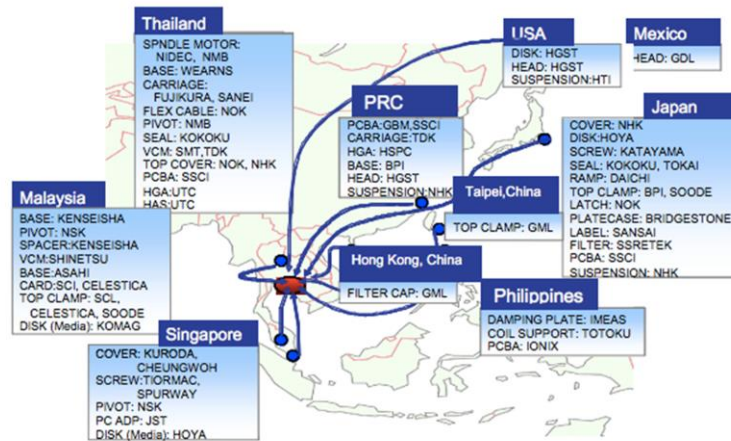 Thailand
SPNDLE MOTOR:
NIDEC, NMB
BASE: WEARNS
CARRIAGE:
FUJIKURA, SANEI
FLEX CABLE: NOK
PIVOT: NMB
SEAL: KOKOKU
VCM: SMT,TDK
TOP COVER: NOK, NHK
PCBA: SSCI
HGA:UTC
HAS:UTC
USA
DISK: HGST
HEAD: HGST
SUSPENSION:HTI
Mexico
HEAD: GDL
PRC
PCBA:GBM,SSCI
CARRIAGE:TDK
HGA: HSPC
BASE: BPI
HEAD: HGST
SUSPENSION:NHK
Japan
COVER: NHK
DISK:HOYA
SCREW: KATAYAMA
SEAL: KOKOKU, TOKAI
RAMP: DAICHI
TOP CLAMP: BPI, SOODE
LATCH: NOK
PLATECASE: BRIDGESTONE
LABEL: SANSAI
FILTER: SSRETEK
PCBA: SSCI
SUSPENSION: NHK
Malaysia
BASE: KENSEISHA
PIVOT: NSK
SPACER:KENSEISHA
VCM:SHINETSU
BASE:ASAHI
CARD:SCI, CELESTICA
TOP CLAMP: SCL,
CELESTICA, SOODE
DISK (Media): KOMAG
Taipei,China
TOP CLAMP: GML
Hong Kong, China
FILTER CAP: GML
Philippines
DAMPING PLATE: IMEAS
COIL SUPPORT: TOTOKU
PCBA: IONIX
Singapore
COVER: KURODA,
CHEUNGWOH
SCREW:TIORMAC,
SPURWAY
PIVOT: NSK
PC ADP: JST
DISK (Media): HOYA